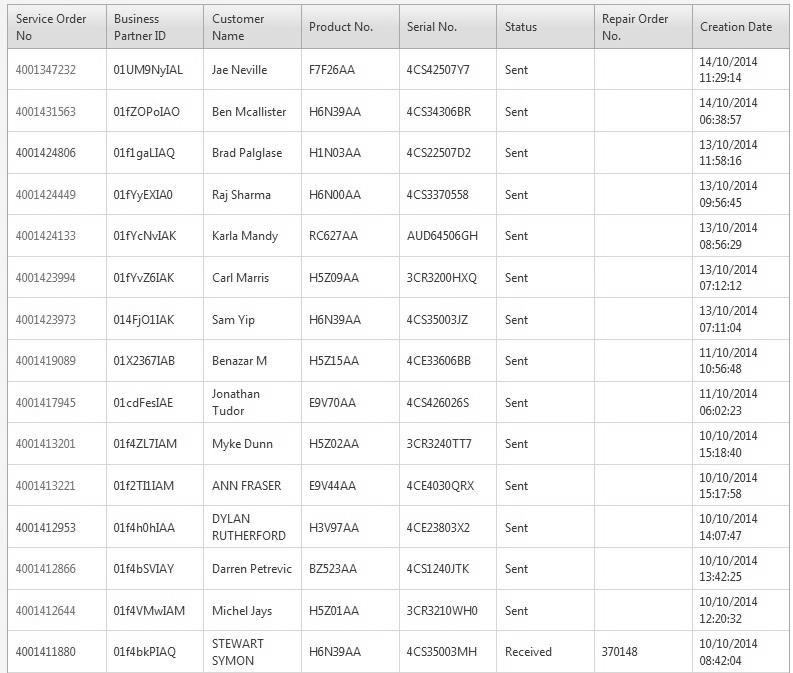 Service Order No | Business Partner ID | Customer Name | Product No. | Serial No. | Status | Repair Order No. | Creation Date
4001347232 | 01UM9NyIAL | Jae Neville | F7F26AA | 4CS42507Y7 | Sent | | 14/10/2014 11:29:14
4001431563 | 01fZOPoIAO | Ben Mcallister | H6N39AA | 4CS34306BR | Sent | | 14/10/2014 06:38:57
4001424806 | 01f1gaLIAQ | Brad Palglase | H1N03AA | 4CS22507D2 | Sent | | 13/10/2014 11:58:16
4001424449 | 01fYyEXIA0 | Raj Sharma | H6N00AA | 4CS3370558 | Sent | | 13/10/2014 09:56:45
4001424133 | 01fYcNvIAK | Karla Mandy | RC627AA | AUD64506GH | Sent | | 13/10/2014 08:56:29
4001423994 | 01fYvZ6IAK | Carl Marris | H5Z09AA | 3CR3200HXQ | Sent | | 13/10/2014 07:12:12
4001423973 | 014FjO1IAK | Sam Yip | H6N39AA | 4CS35003JZ | Sent | | 13/10/2014 07:11:04
4001419089 | 01X2367IAB | Benazar M | H5Z15AA | 4CE33606BB | Sent | | 11/10/2014 10:56:48
4001417945 | 01cdFesIAE | Jonathan Tudor | E9V70AA | 4CS426026S | Sent | | 11/10/2014 06:02:23
4001413201 | 01f4ZL7IAM | Myke Dunn | H5Z02AA | 3CR3240TT7 | Sent | | 10/10/2014 15:18:40
4001413221 | 01f2TI1IAM | ANN FRASER | E9V44AA | 4CE4030QRX | Sent | | 10/10/2014 15:17:58
4001412953 | 01f4h0hIAA | DYLAN RUTHERFORD | H3V97AA | 4CE23803X2 | Sent | | 10/10/2014 14:07:47
4001412866 | 01f4bSVIAY | Darren Petrevic | BZ523AA | 4CS1240JTK | Sent | | 10/10/2014 13:42:25
4001412644 | 01f4VMwIAM | Michel Jays | H5Z01AA | 3CR3210WH0 | Sent | | 10/10/2014 12:20:32
4001411880 | 01f4bkPIAQ | STEWART SYMON | H6N39AA | 4CS35003MH | Received | 370148 | 10/10/2014 08:42:04